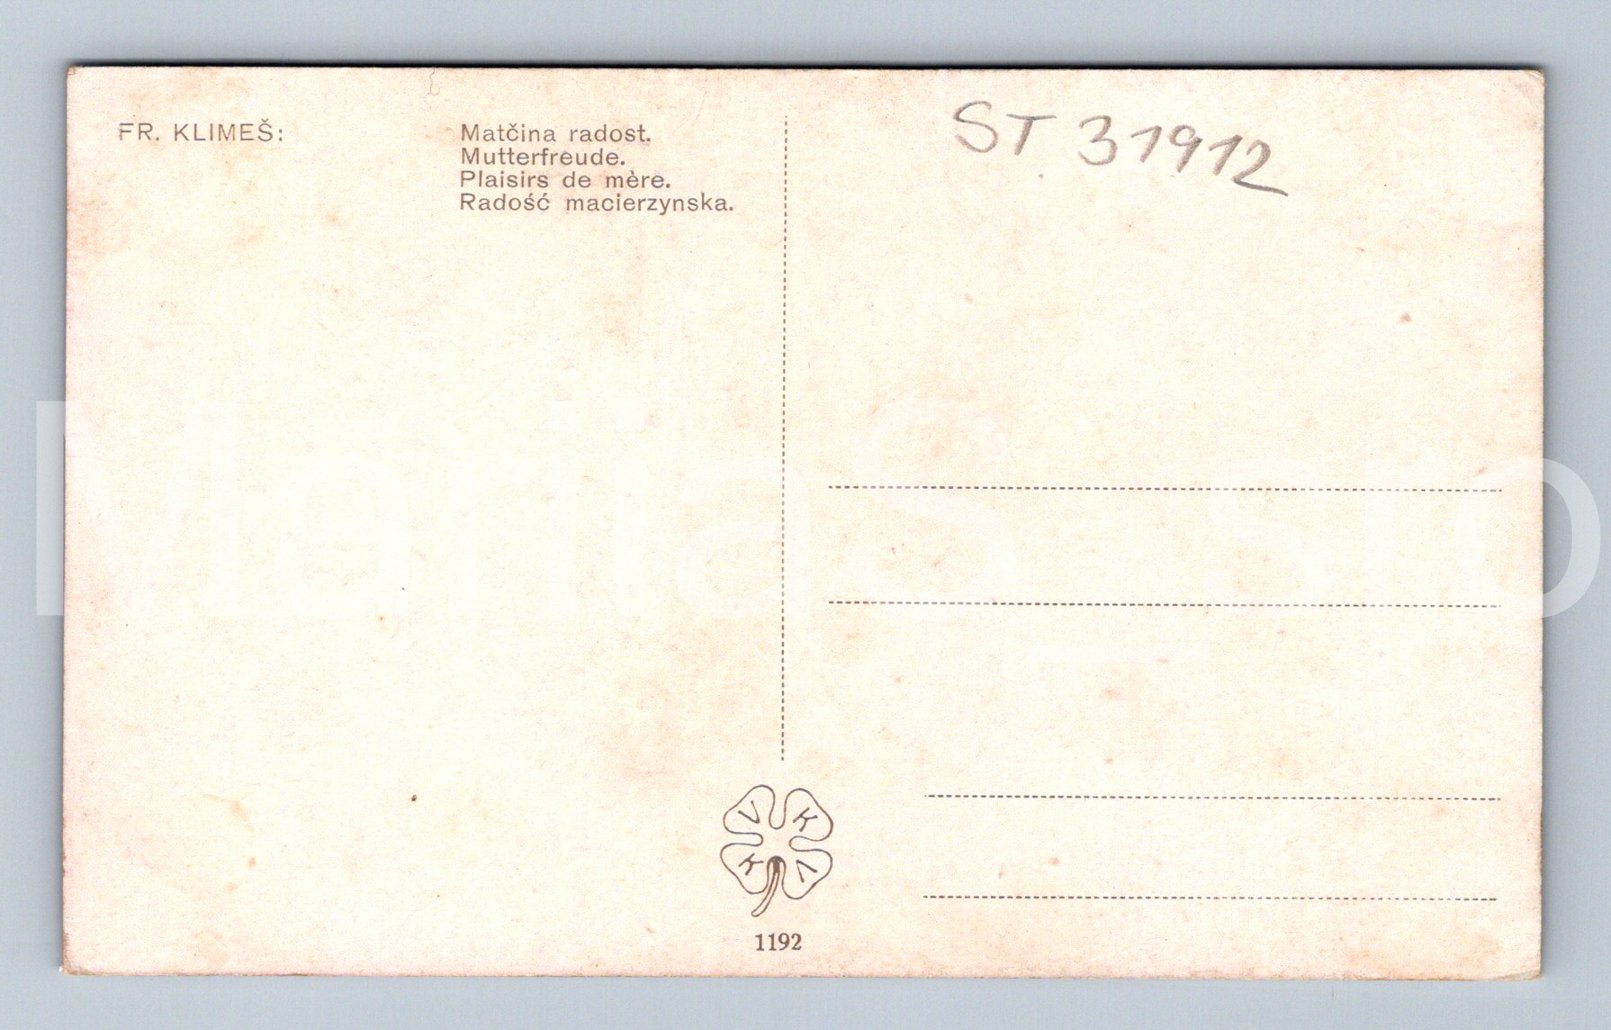 FR. KLIMEŠ:
Matčina radost.
Mutterfreude.
Plaisirs de mère.
Radość macierzynska.
ST 31912
V K
K V
1192